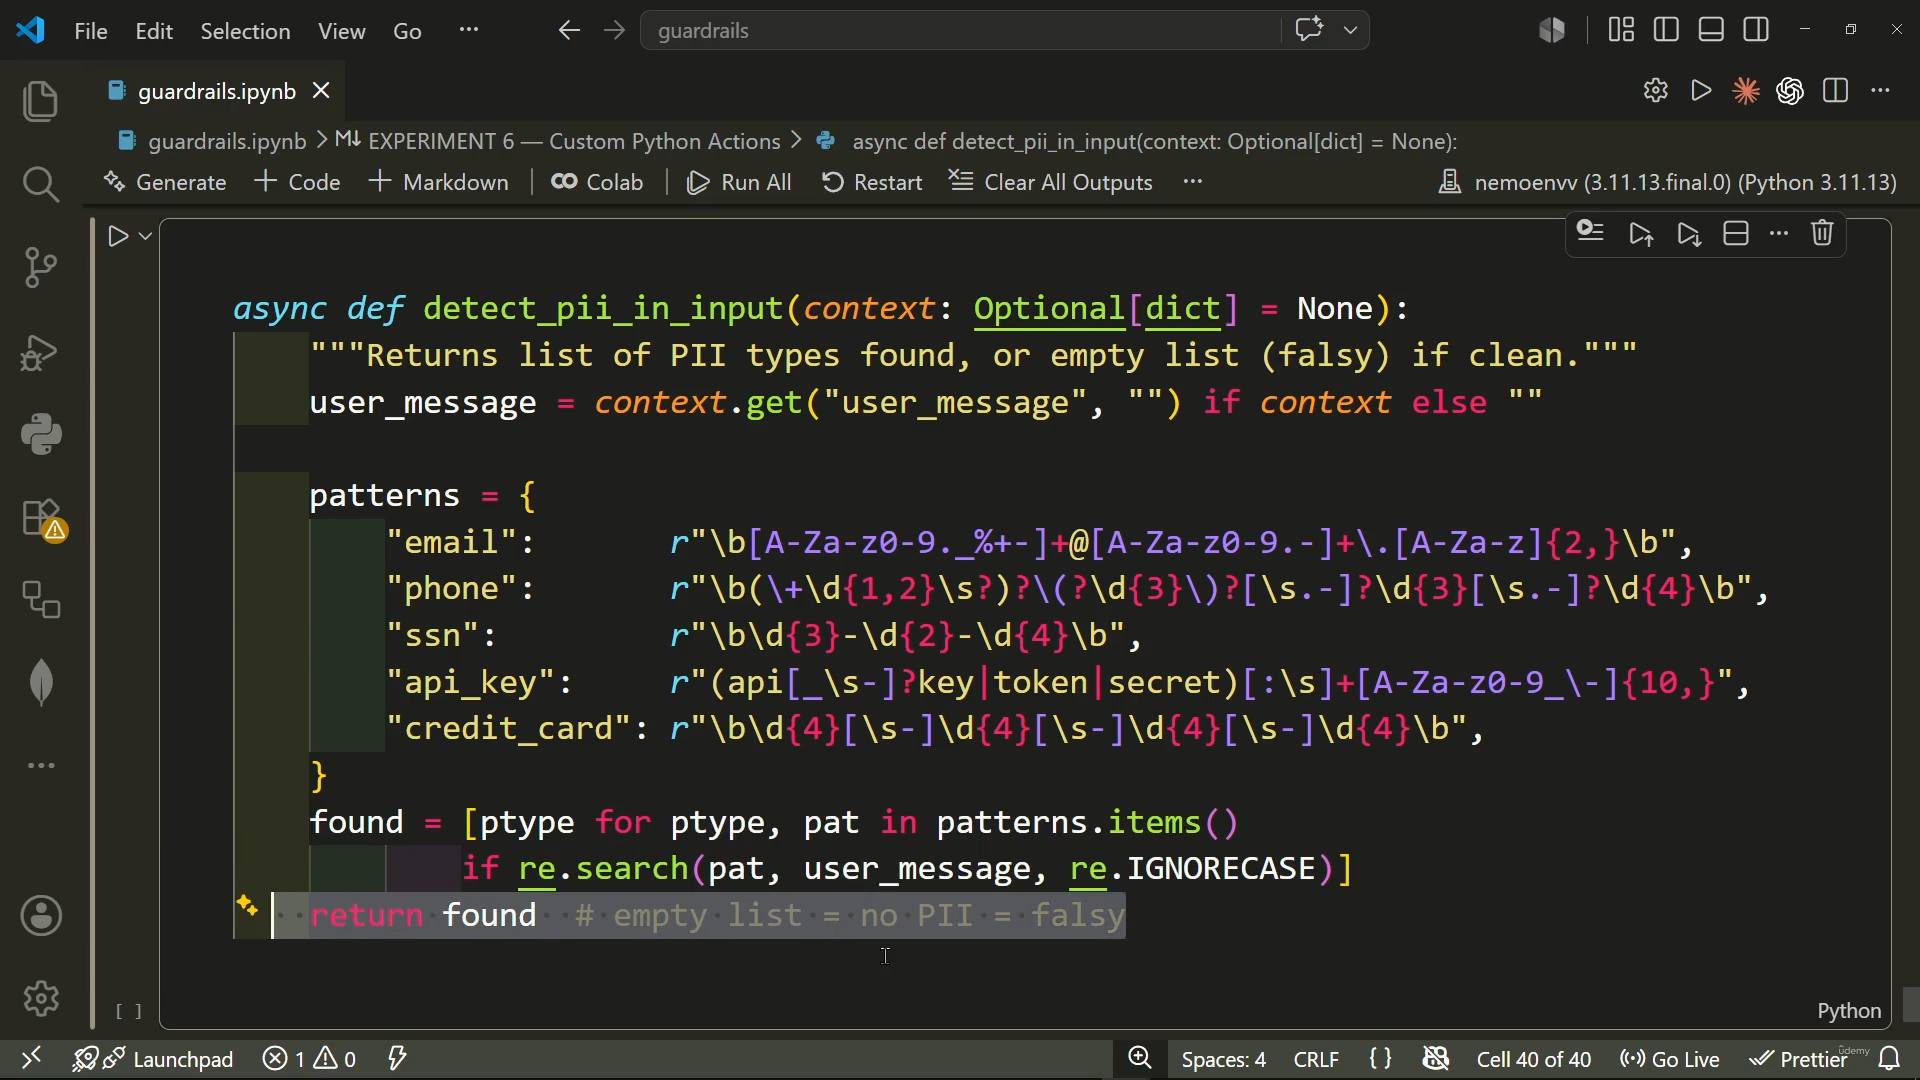 File Edit Selection View Go ··· guardrails
guardrails.ipynb
guardrails.ipynb > M↓ EXPERIMENT 6 — Custom Python Actions > async def detect_pii_in_input(context: Optional[dict] = None):
Generate + Code + Markdown Colab Run All Restart Clear All Outputs ··· nemoenvv (3.11.13.final.0) (Python 3.11.13)
async def detect_pii_in_input(context: Optional[dict] = None):
"""Returns list of PII types found, or empty list (falsy) if clean."""
user_message = context.get("user_message", "") if context else ""
patterns = {
"email": r"\b[A-Za-z0-9._%+-]+@[A-Za-z0-9.-]+\.[A-Za-z]{2,}\b",
"phone": r"\b(\+\d{1,2}\s?)?\(?\d{3}\)?[\s.-]?\d{3}[\s.-]?\d{4}\b",
"ssn": r"\b\d{3}-\d{2}-\d{4}\b",
"api_key": r"(api[_\s-]?key|token|secret)[:\s]+[A-Za-z0-9_\-]{10,}",
"credit_card": r"\b\d{4}[\s-]\d{4}[\s-]\d{4}[\s-]\d{4}\b",
}
found = [ptype for ptype, pat in patterns.items()
if re.search(pat, user_message, re.IGNORECASE)]
return found # empty list = no PII = falsy
[ ]
Python
Launchpad 1 0 Spaces: 4 CRLF { } Cell 40 of 40 Go Live Prettier
udemy